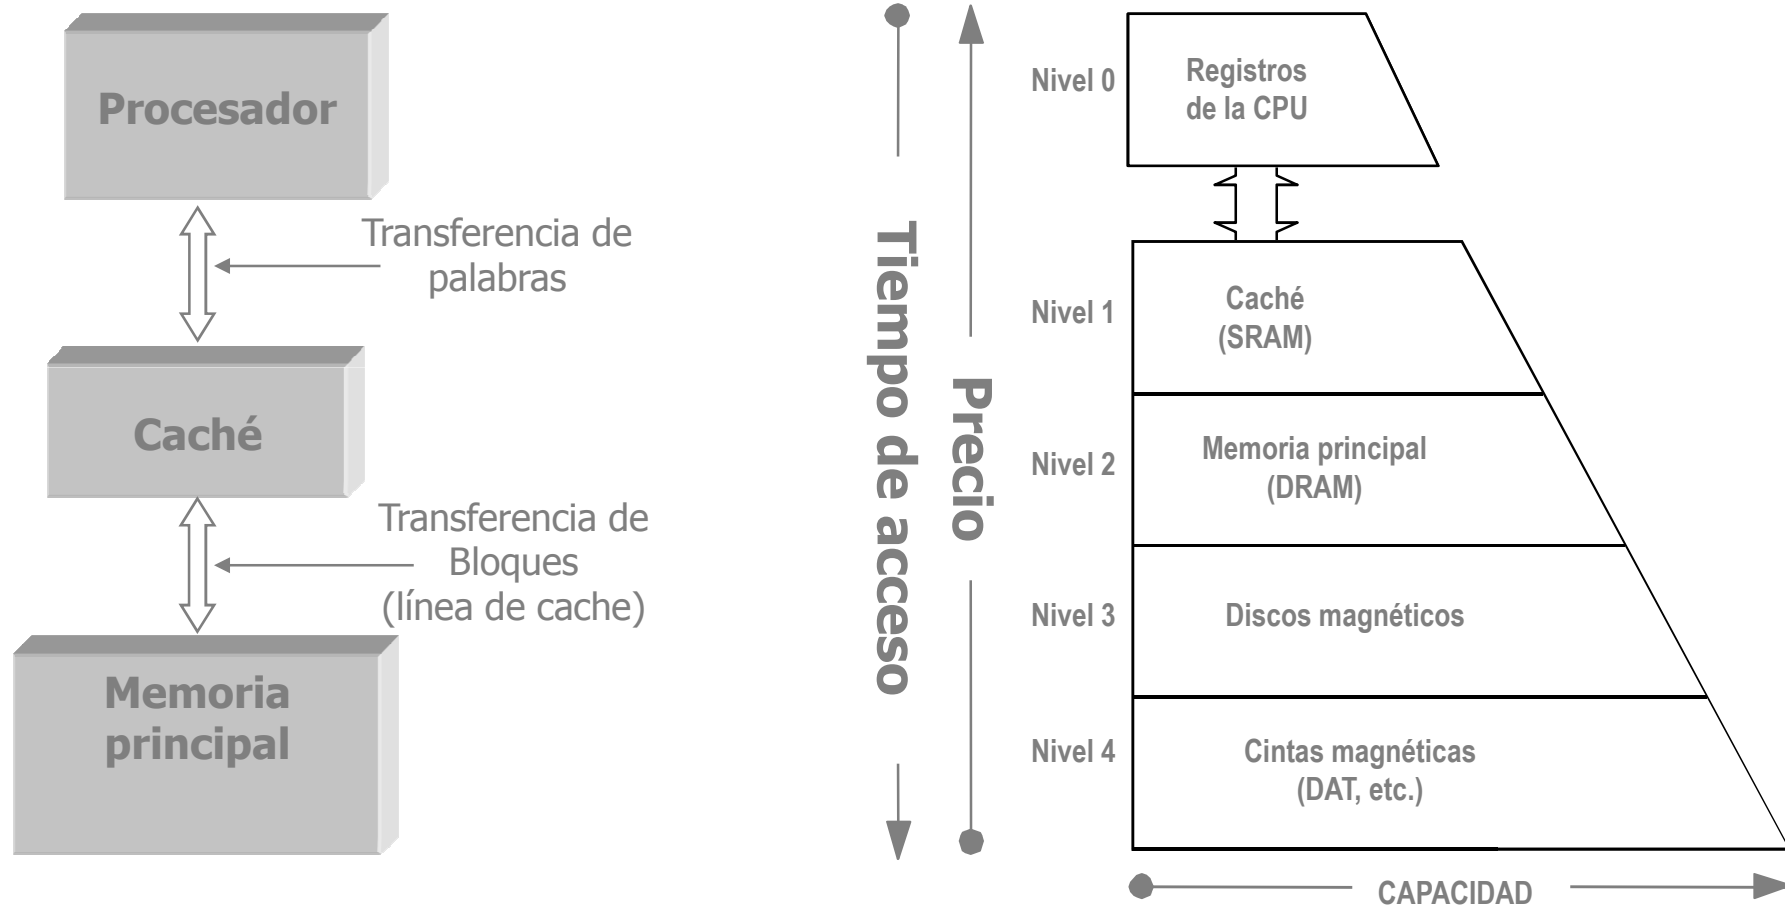 Procesador
Transferencia de
palabras
Caché
Transferencia de
Bloques
(línea de cache)
Memoria
principal
Tiempo de acceso
Precio
Nivel 0
Registros
de la CPU
Nivel 1
Caché
(SRAM)
Nivel 2
Memoria principal
(DRAM)
Nivel 3
Discos magnéticos
Nivel 4
Cintas magnéticas
(DAT, etc.)
CAPACIDAD